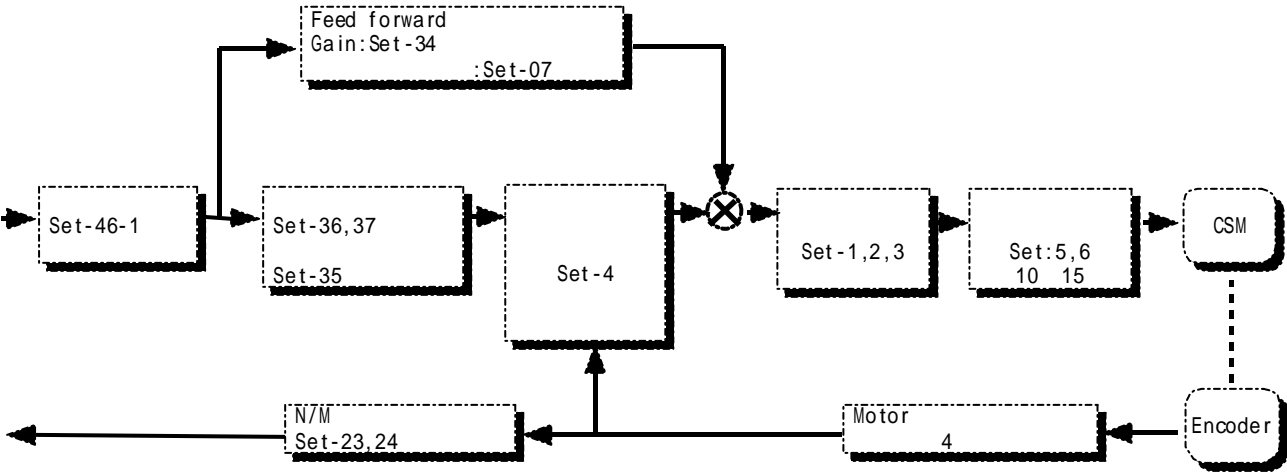 Feed forward
Gain:Set-34
:Set-07
Set-46-1
Set-36,37
Set-35
Set-4
Set-1,2,3
Set:5,6
10 15
CSM
N/M
Set-23,24
Motor
4
Encoder